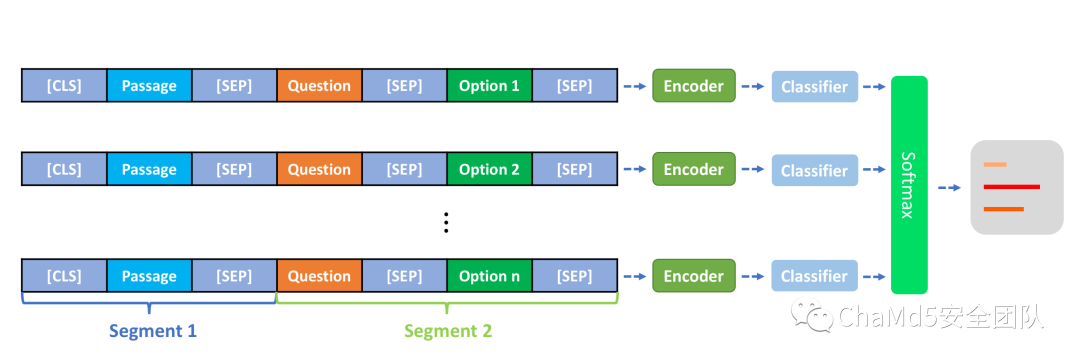 [CLS] Passage [SEP] Question [SEP] Option 1 [SEP] Encoder Classifier
[CLS] Passage [SEP] Question [SEP] Option 2 [SEP] Encoder Classifier
Softmax
[CLS] Passage [SEP] Question [SEP] Option n [SEP] Encoder Classifier
Segment 1 Segment 2
ChaMd5安全团队